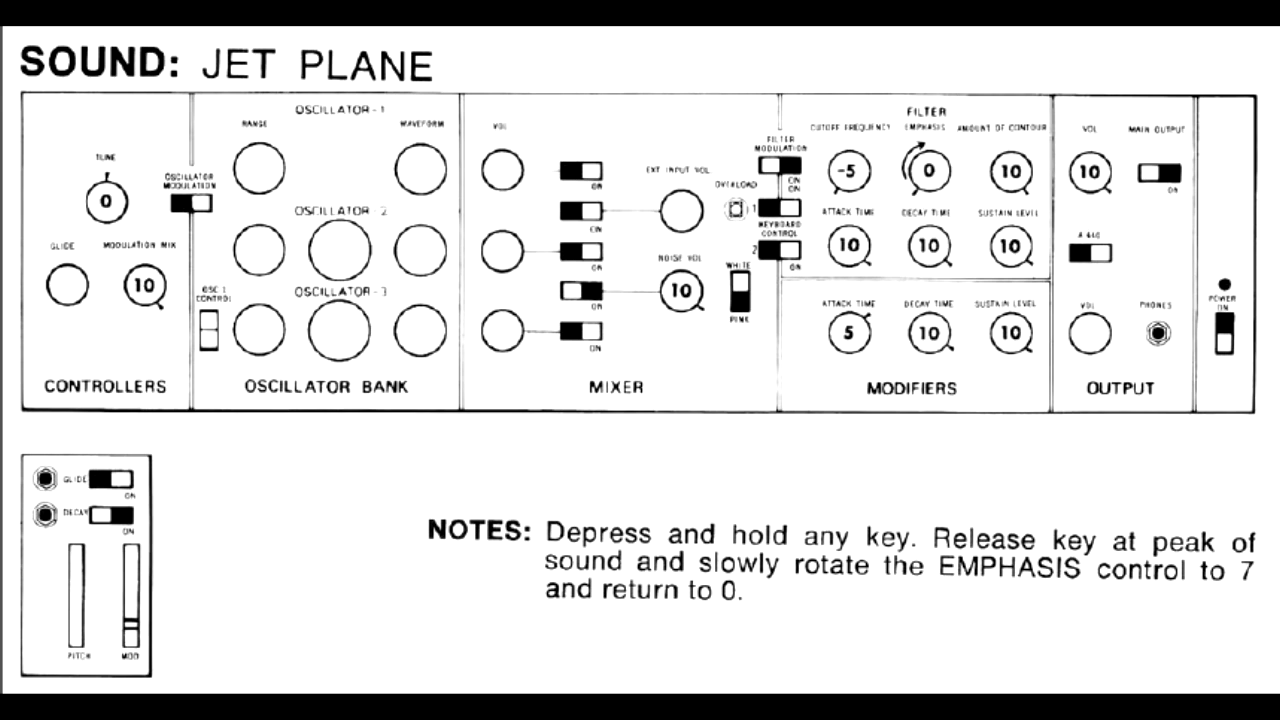 SOUND: JET PLANE
OSCILLATOR - 1
FILTER
RANGE WAVEFORM VOL CUTOFF FREQUENCY EMPHASIS AMOUNT OF CONTOUR VOL MAIN OUTPUT
TUNE
FILTER
MODULATION
OSCILLATOR
MODULATION
EXT INPUT VOL
-5 0 10 10
ON ON ON
ON
OVERLOAD
0
OSCILLATOR - 2
1
ATTACK TIME DECAY TIME SUSTAIN LEVEL
ON
KEYBOARD
CONTROL
A 440
GLIDE MODULATION MIX
2
10 10 10
NOISE VOL WHITE
ON ON
10
OSC. 3
CONTROL
OSCILLATOR - 3
10
ON
POWER
ON
ATTACK TIME DECAY TIME SUSTAIN LEVEL VOL PHONES
PINK
5 10 10
ON
CONTROLLERS OSCILLATOR BANK MIXER MODIFIERS OUTPUT
GLIDE
ON
DECAY
ON
PITCH MOD
NOTES: Depress and hold any key. Release key at peak of
sound and slowly rotate the EMPHASIS control to 7
and return to 0.